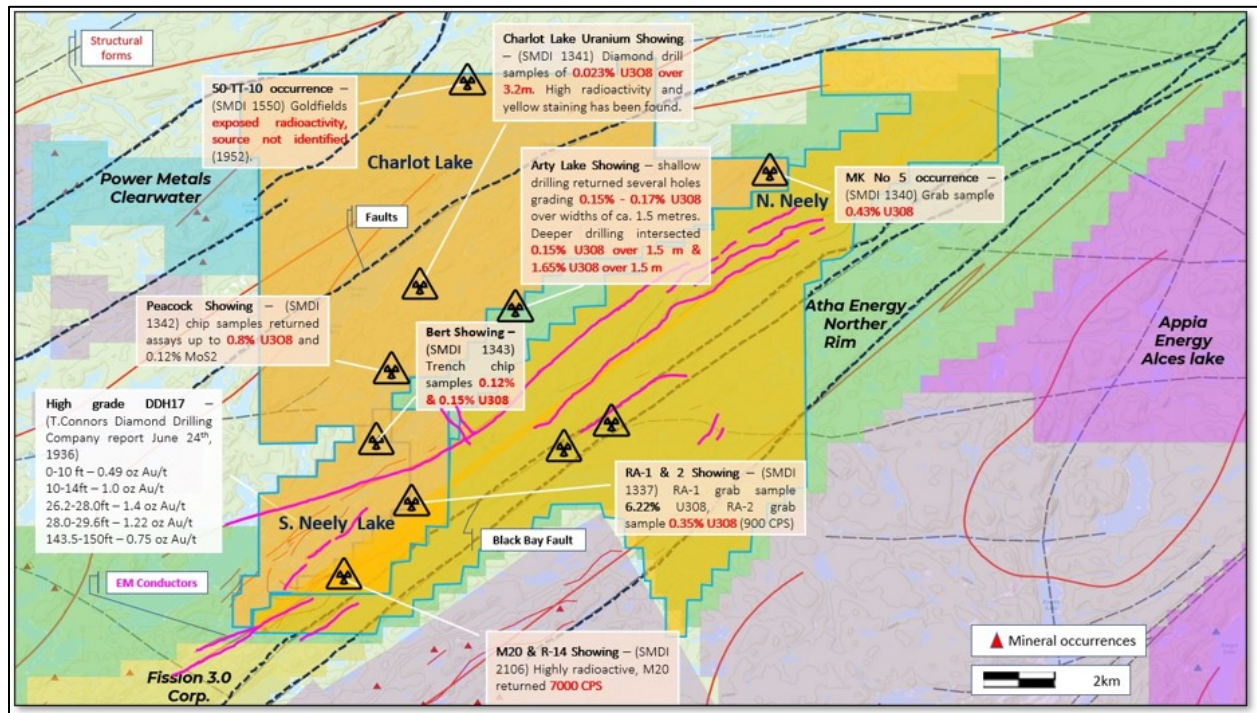 Structural
forms
Charlot Lake Uranium Showing
– (SMDI 1341) Diamond drill
samples of 0.023% U3O8 over
3.2m. High radioactivity and
yellow staining has been found.
50-TT-10 occurrence –
(SMDI 1550) Goldfields
exposed radioactivity,
source not identified
(1952).
Charlot Lake
Power Metals
Clearwater
Faults
Arty Lake Showing – shallow
drilling returned several holes
grading 0.15% - 0.17% U308
over widths of ca. 1.5 metres.
Deeper drilling intersected
0.15% U308 over 1.5 m &
1.65% U308 over 1.5 m
N. Neely
MK No 5 occurrence –
(SMDI 1340) Grab sample
0.43% U308
Peacock Showing – (SMDI
1342) chip samples returned
assays up to 0.8% U3O8 and
0.12% MoS2
Bert Showing –
(SMDI 1343)
Trench chip
samples 0.12%
& 0.15% U308
Atha Energy
Norther
Rim
Appia
Energy
Alces lake
High grade DDH17 –
(T.Connors Diamond Drilling
Company report June 24th,
1936)
0-10 ft – 0.49 oz Au/t
10-14ft – 1.0 oz Au/t
26.2-28.0ft – 1.4 oz Au/t
28.0-29.6ft – 1.22 oz Au/t
143.5-150ft – 0.75 oz Au/t
S. Neely Lake
RA-1 & 2 Showing – (SMDI
1337) RA-1 grab sample
6.22% U308, RA-2 grab
sample 0.35% U308 (900 CPS)
Black Bay Fault
EM Conductors
M20 & R-14 Showing – (SMDI
2106) Highly radioactive, M20
returned 7000 CPS
Fission 3.0
Corp.
Mineral occurrences
2km